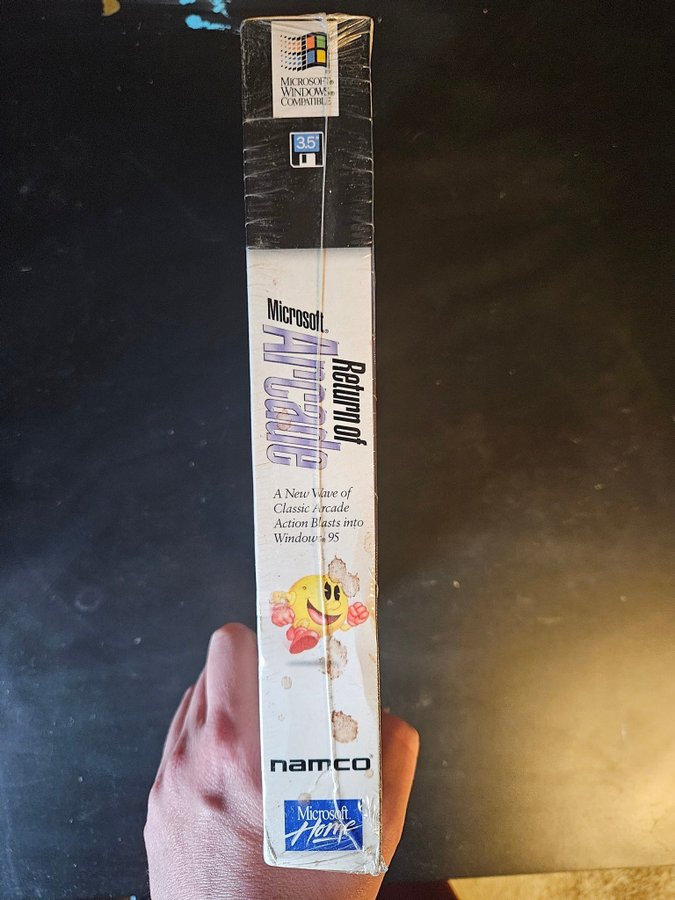 MICROSOFT®
WINDOWS®
COMPATIBLE
3.5"
Microsoft®
Return of
Arcade
A New Wave of
Classic Arcade
Action Blasts into
Windows® 95
namco®
Microsoft
Home